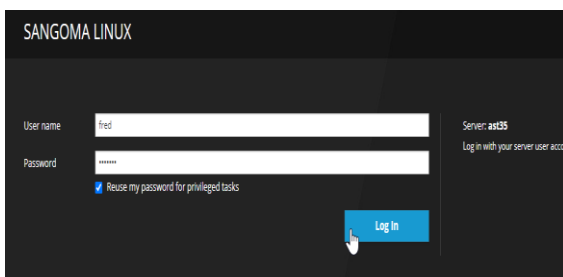 SANGOMA LINUX
User name
fred
Password
Reuse my password for privileged tasks
Log In
Server: ast35
Log in with your server user acco